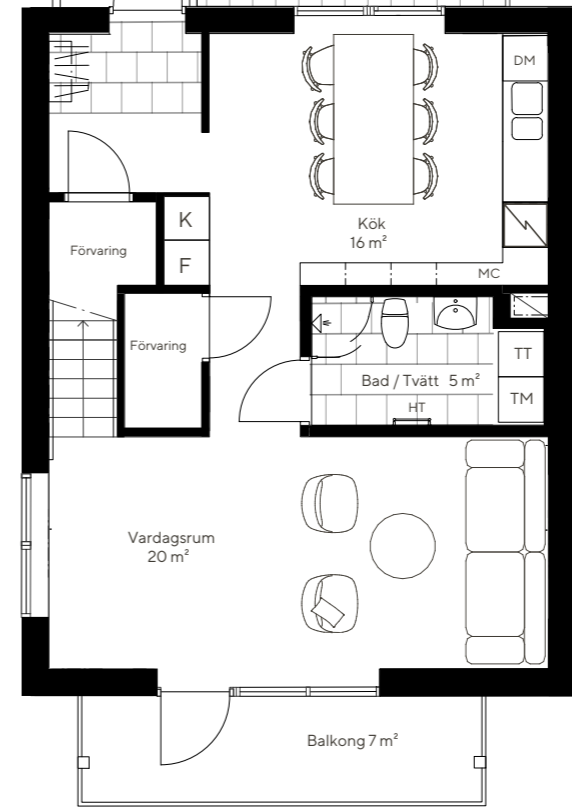 DM
Kök
16 m²
K
F
Förvaring
MC
Förvaring
TT
Bad / Tvätt 5 m²
TM
HT
Vardagsrum
20 m²
Balkong 7 m²